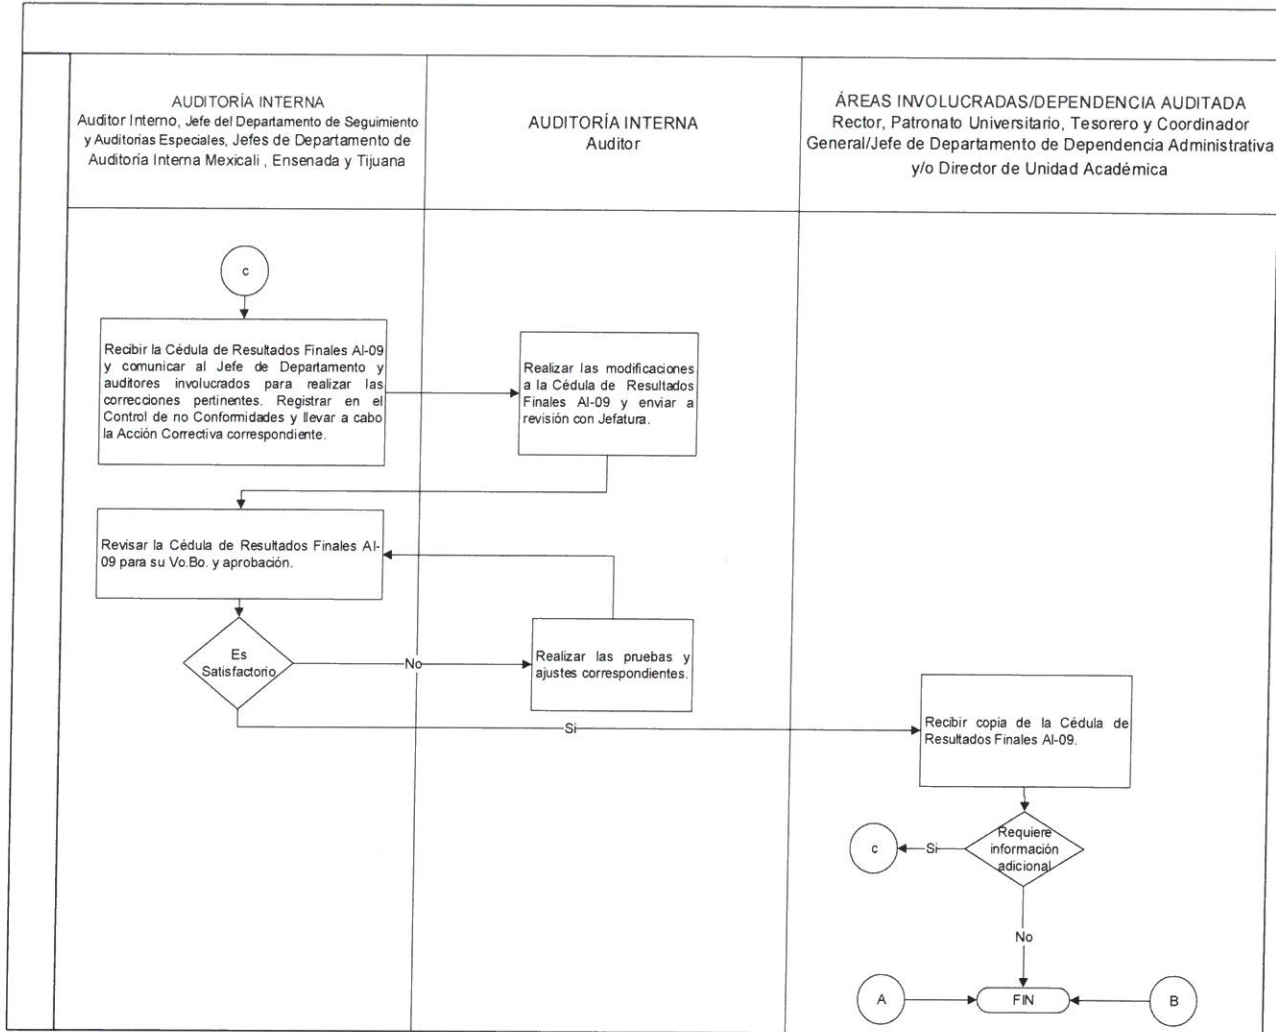 AUDITORÍA INTERNA
Auditor Interno, Jefe del Departamento de Seguimiento
y Auditorias Especiales, Jefes de Departamento de
Auditoría Interna Mexicali , Ensenada y Tijuana
AUDITORÍA INTERNA
Auditor
ÁREAS INVOLUCRADAS/DEPENDENCIA AUDITADA
Rector, Patronato Universitario, Tesorero y Coordinador
General/Jefe de Departamento de Dependencia Administrativa
y/o Director de Unidad Académica
c
Recibir la Cédula de Resultados Finales AI-09
y comunicar al Jefe de Departamento y
auditores involucrados para realizar las
correcciones pertinentes. Registrar en el
Control de no Conformidades y llevar a cabo
la Acción Correctiva correspondiente.
Realizar las modificaciones
a la Cédula de Resultados
Finales AI-09 y enviar a
revisión con Jefatura.
Revisar la Cédula de Resultados Finales AI-
09 para su Vo.Bo. y aprobación.
Es
Satisfactorio
No
Realizar las pruebas y
ajustes correspondientes.
Si
Recibir copia de la Cédula de
Resultados Finales AI-09.
Requiere
información
adicional
Si
c
No
A
FIN
B